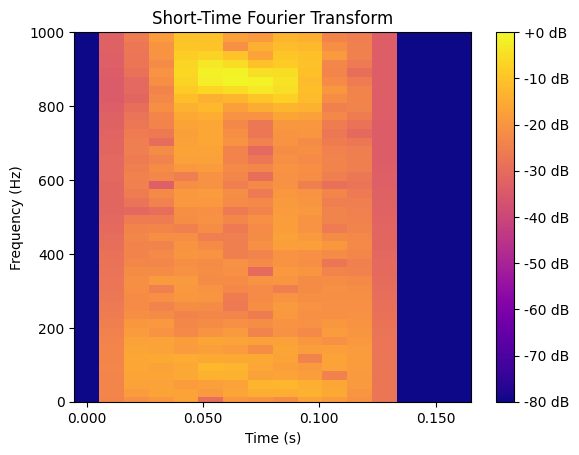 Short-Time Fourier Transform
1000
800
600
400
200
0
Frequency (Hz)
0.000
0.050
0.100
0.150
Time (s)
+0 dB
-10 dB
-20 dB
-30 dB
-40 dB
-50 dB
-60 dB
-70 dB
-80 dB